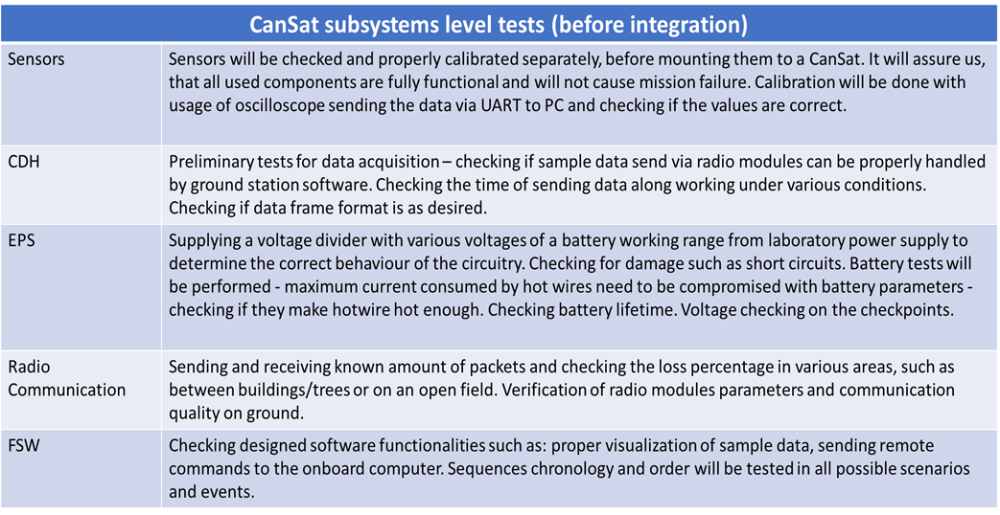 CanSat subsystems level tests (before integration)
Sensors
Sensors will be checked and properly calibrated separately, before mounting them to a CanSat. It will assure us,
that all used components are fully functional and will not cause mission failure. Calibration will be done with
usage of oscilloscope sending the data via UART to PC and checking if the values are correct.
CDH
Preliminary tests for data acquisition – checking if sample data send via radio modules can be properly handled
by ground station software. Checking the time of sending data along working under various conditions.
Checking if data frame format is as desired.
EPS
Supplying a voltage divider with various voltages of a battery working range from laboratory power supply to
determine the correct behaviour of the circuitry. Checking for damage such as short circuits. Battery tests will
be performed - maximum current consumed by hot wires need to be compromised with battery parameters -
checking if they make hotwire hot enough. Checking battery lifetime. Voltage checking on the checkpoints.
Radio
Communication
Sending and receiving known amount of packets and checking the loss percentage in various areas, such as
between buildings/trees or on an open field. Verification of radio modules parameters and communication
quality on ground.
FSW
Checking designed software functionalities such as: proper visualization of sample data, sending remote
commands to the onboard computer. Sequences chronology and order will be tested in all possible scenarios
and events.